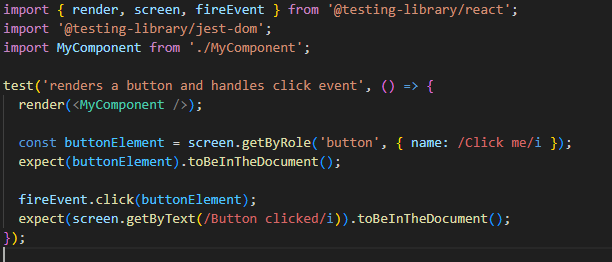 import { render, screen, fireEvent } from '@testing-library/react';
import '@testing-library/jest-dom';
import MyComponent from './MyComponent';

test('renders a button and handles click event', () => {
  render(<MyComponent />);

  const buttonElement = screen.getByRole('button', { name: /Click me/i });
  expect(buttonElement).toBeInTheDocument();

  fireEvent.click(buttonElement);
  expect(screen.getByText(/Button clicked/i)).toBeInTheDocument();
});